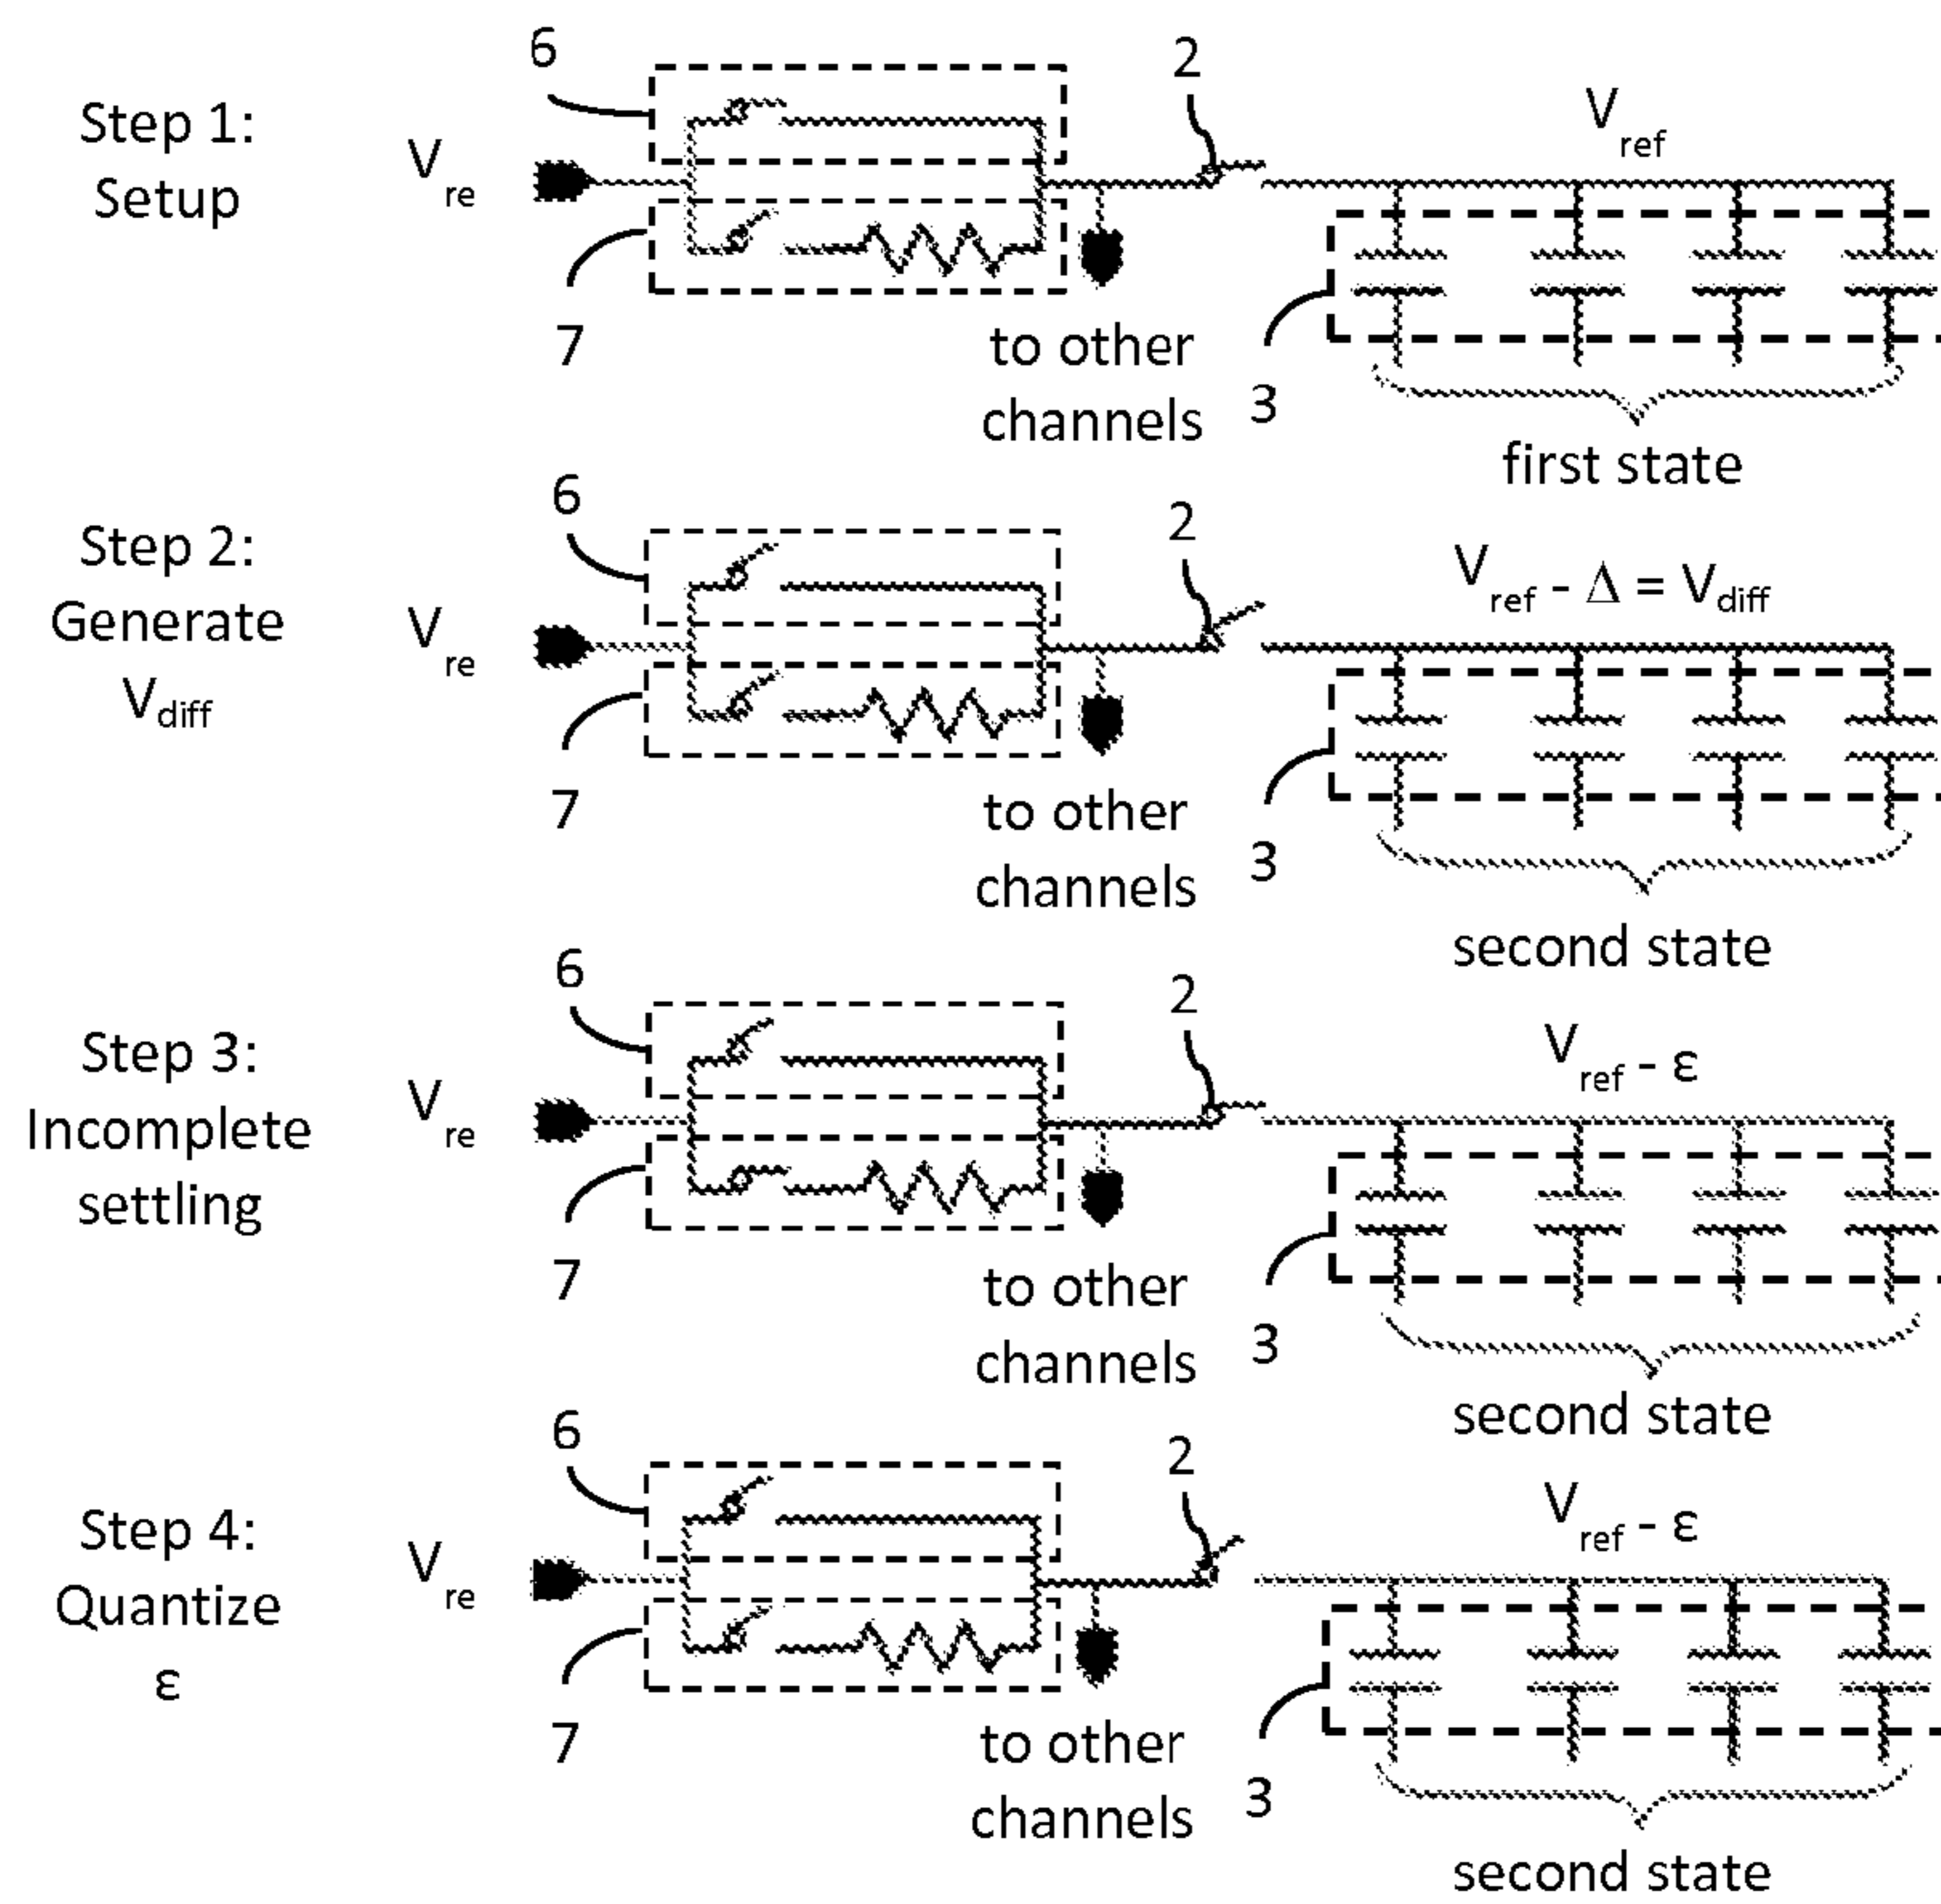 6
2
Step 1:
Setup
V re
V ref
7
to other
channels
3
first state
6
2
Step 2:
Generate
V diff
V re
V ref - Δ = V diff
7
to other
channels
3
second state
6
2
Step 3:
Incomplete
settling
V re
V ref - ε
7
to other
channels
3
second state
6
2
Step 4:
Quantize
ε
V re
V ref - ε
7
to other
channels
3
second state